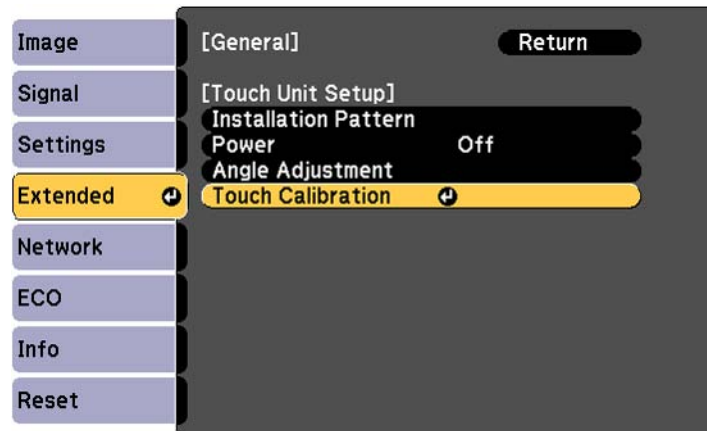 Image
Signal
Settings
Extended
Network
ECO
Info
Reset
[General] Return
[Touch Unit Setup]
Installation Pattern
Power Off
Angle Adjustment
Touch Calibration